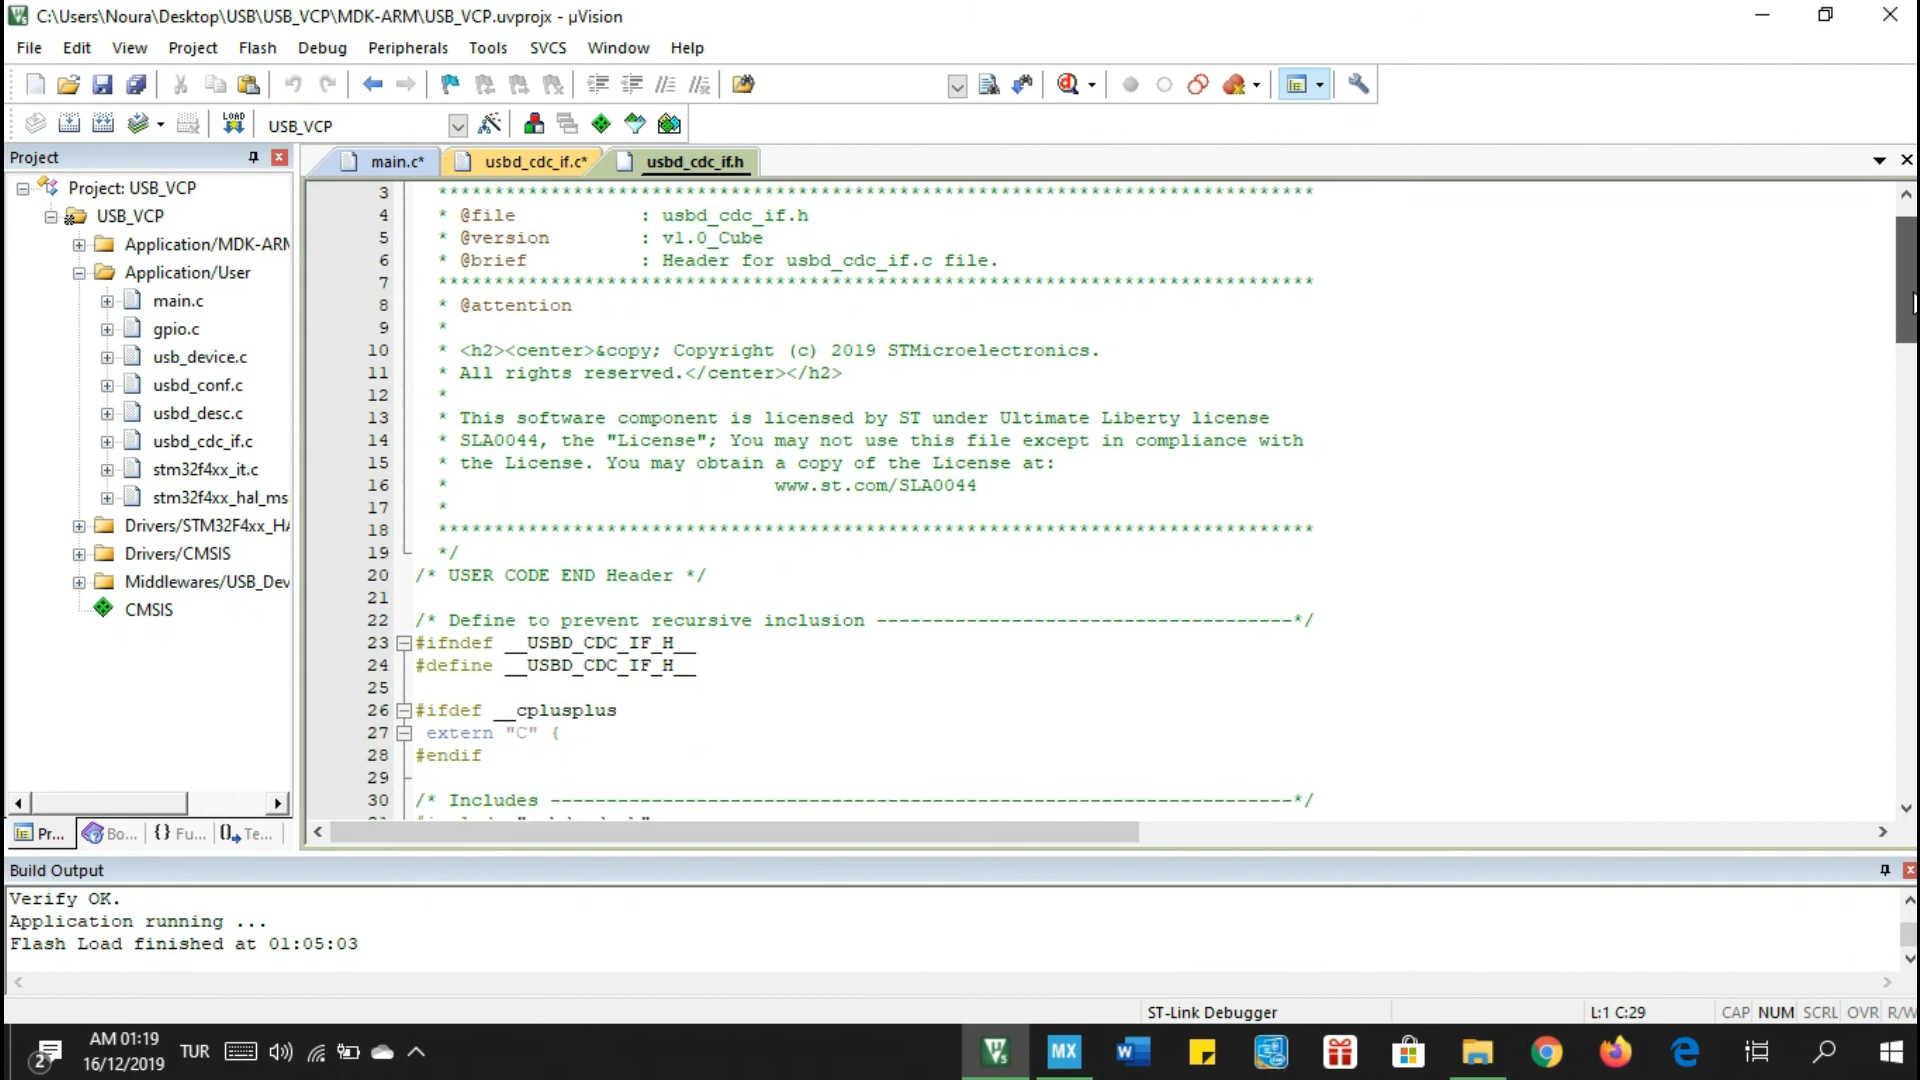 C:\Users\Noura\Desktop\USB\USB_VCP\MDK-ARM\USB_VCP.uvprojx - µVision
File Edit View Project Flash Debug Peripherals Tools SVCS Window Help
LOAD
USB_VCP
Project
main.c* usbd_cdc_if.c* usbd_cdc_if.h
Project: USB_VCP
USB_VCP
Application/MDK-ARM
Application/User
main.c
gpio.c
usb_device.c
usbd_conf.c
usbd_desc.c
usbd_cdc_if.c
stm32f4xx_it.c
stm32f4xx_hal_ms
Drivers/STM32F4xx_HA
Drivers/CMSIS
Middlewares/USB_Dev
CMSIS
Pr... Bo... {} Fu... Te...
3 ******************************************************************************
4 * @file : usbd_cdc_if.h
5 * @version : v1.0_Cube
6 * @brief : Header for usbd_cdc_if.c file.
7 ******************************************************************************
8 * @attention
9 *
10 * <h2><center>&copy; Copyright (c) 2019 STMicroelectronics.
11 * All rights reserved.</center></h2>
12 *
13 * This software component is licensed by ST under Ultimate Liberty license
14 * SLA0044, the "License"; You may not use this file except in compliance with
15 * the License. You may obtain a copy of the License at:
16 * www.st.com/SLA0044
17 *
18 ******************************************************************************
19 */
20 /* USER CODE END Header */
21
22 /* Define to prevent recursive inclusion -------------------------------------*/
23 #ifndef __USBD_CDC_IF_H__
24 #define __USBD_CDC_IF_H__
25
26 #ifdef __cplusplus
27 extern "C" {
28 #endif
29
30 /* Includes ------------------------------------------------------------------*/
Build Output
Verify OK.
Application running ...
Flash Load finished at 01:05:03
ST-Link Debugger L:1 C:29 CAP NUM SCRL OVR R/W
2 AM 01:19
16/12/2019
TUR
MX